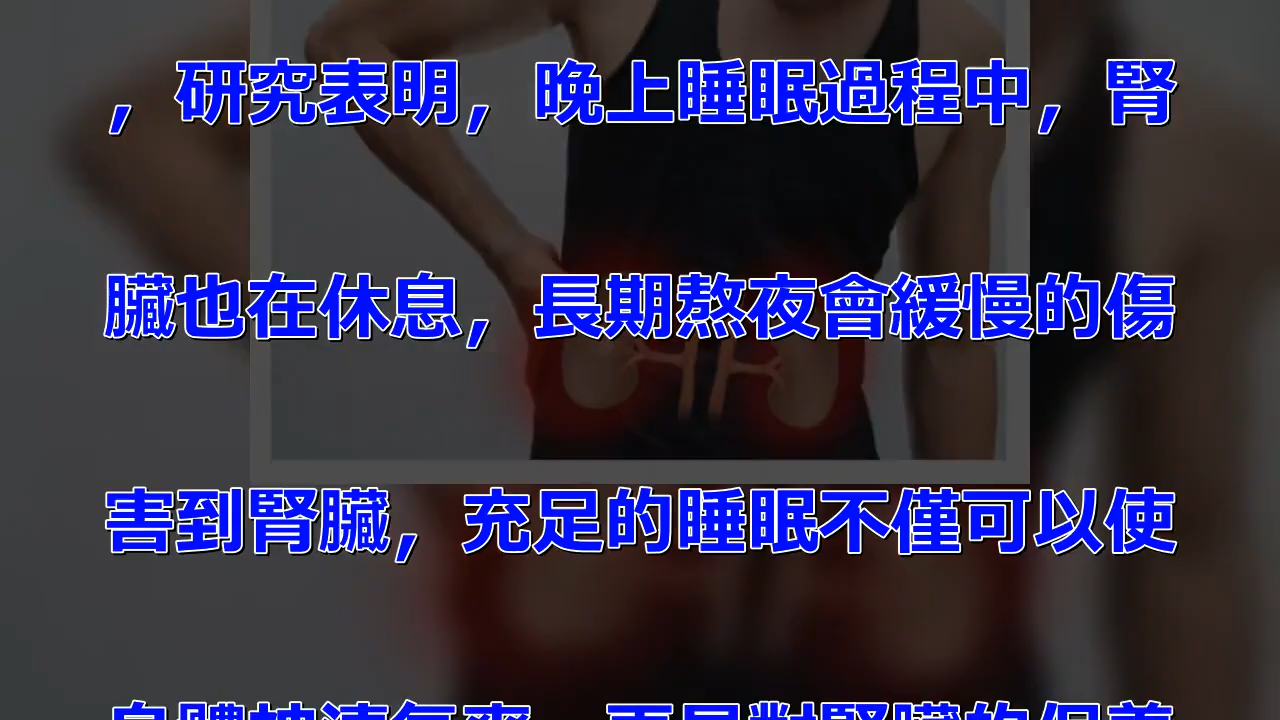 ，研究表明，晚上睡眠過程中，腎
臟也在休息，長期熬夜會緩慢的傷
害到腎臟，充足的睡眠不僅可以使